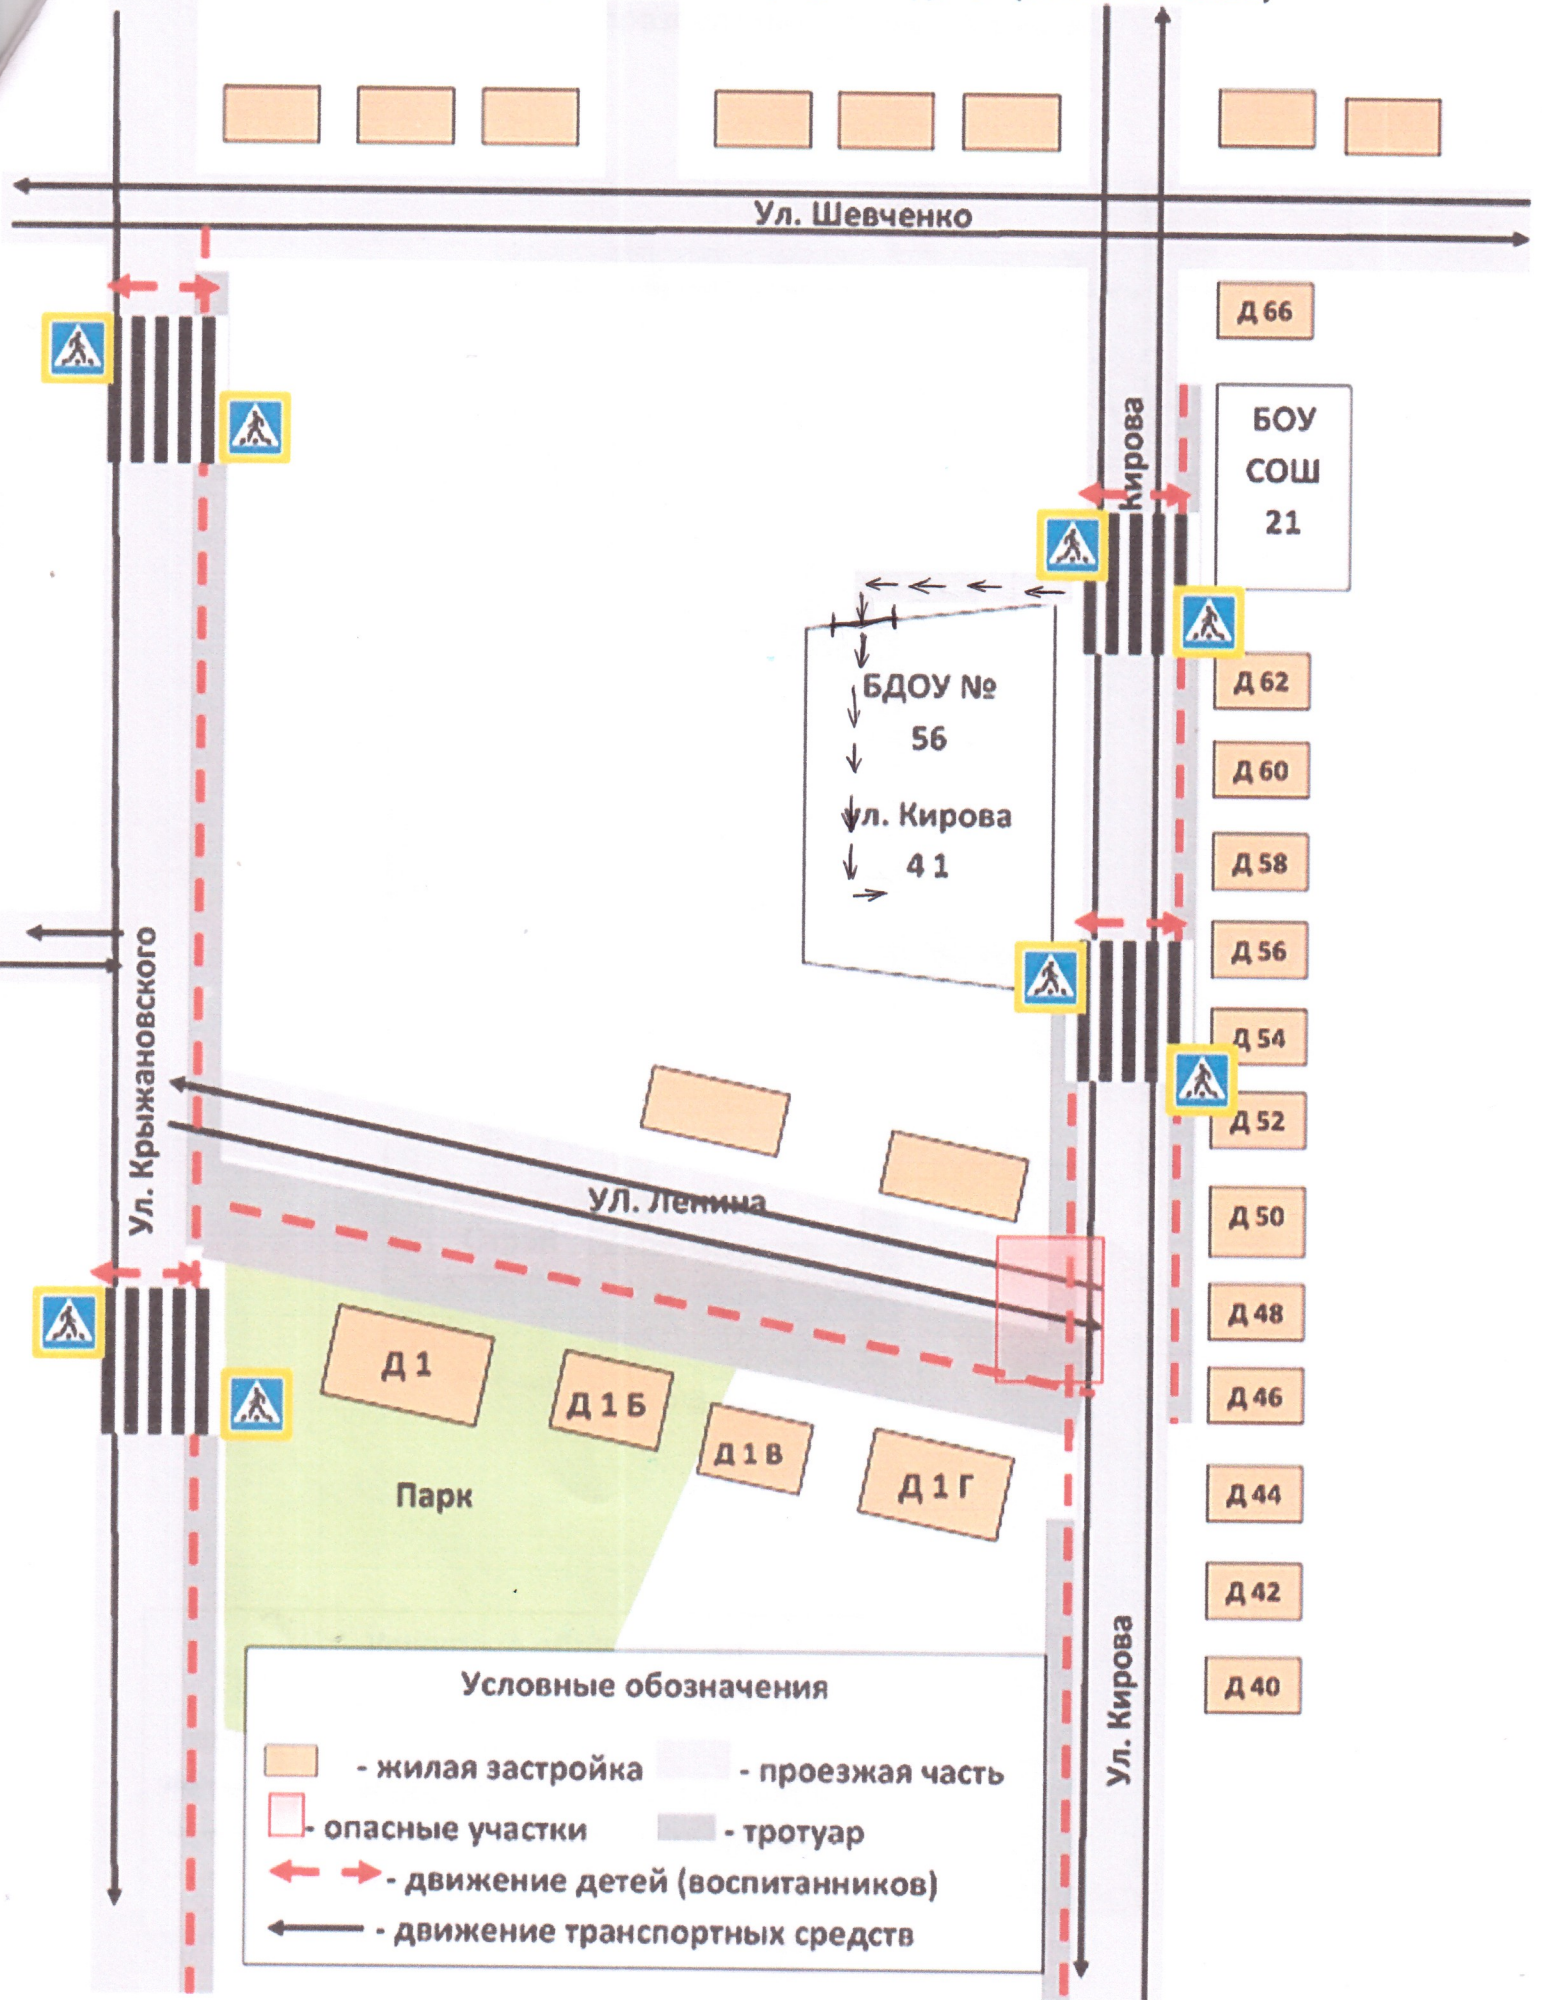 Ул. Шевченко
Д 66
Кирова
БОУ
СОШ
21
БДОУ №
56
ул. Кирова
4 1
Д 62
Д 60
Д 58
Д 56
Д 54
Д 52
Д 50
Д 48
Д 46
Д 44
Д 42
Д 40
Ул. Крыжановского
УЛ. Ленина
Д 1
Д 1 Б
Д 1 В
Д 1 Г
Парк
Ул. Кирова
Условные обозначения
- жилая застройка
- проезжая часть
- опасные участки
- тротуар
- движение детей (воспитанников)
- движение транспортных средств